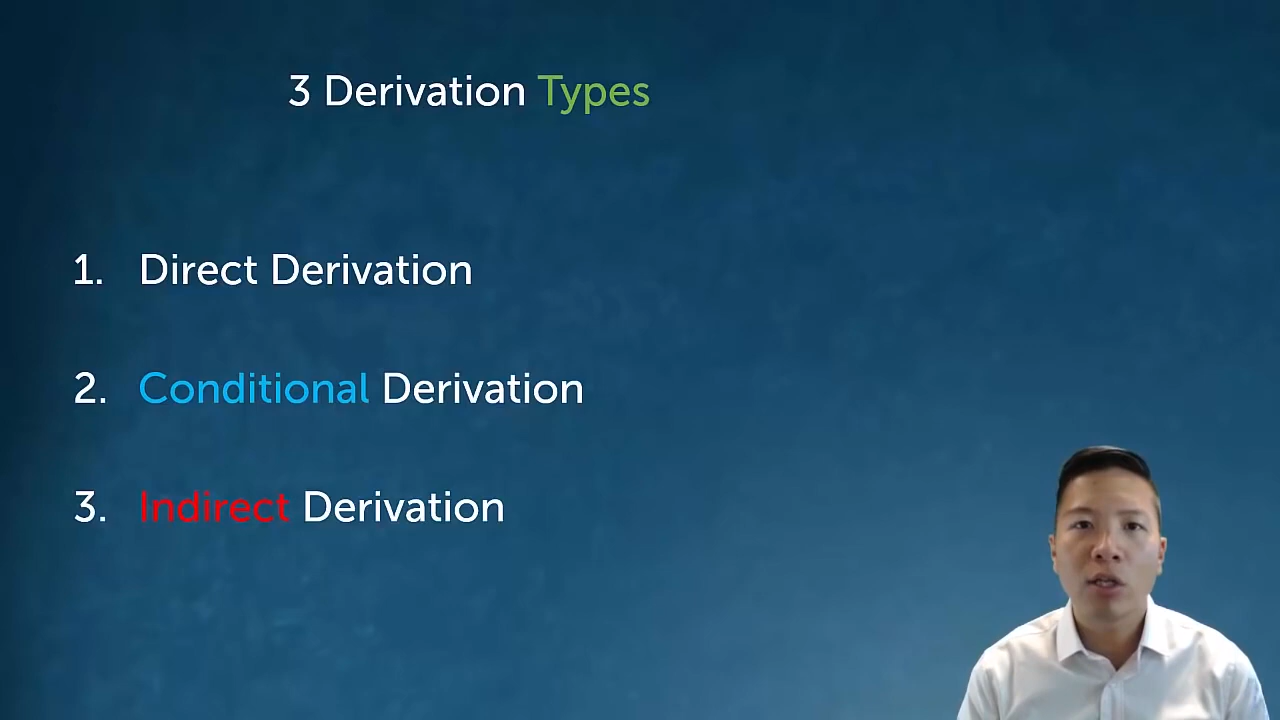 3 Derivation Types
1. Direct Derivation
2. Conditional Derivation
3. Indirect Derivation